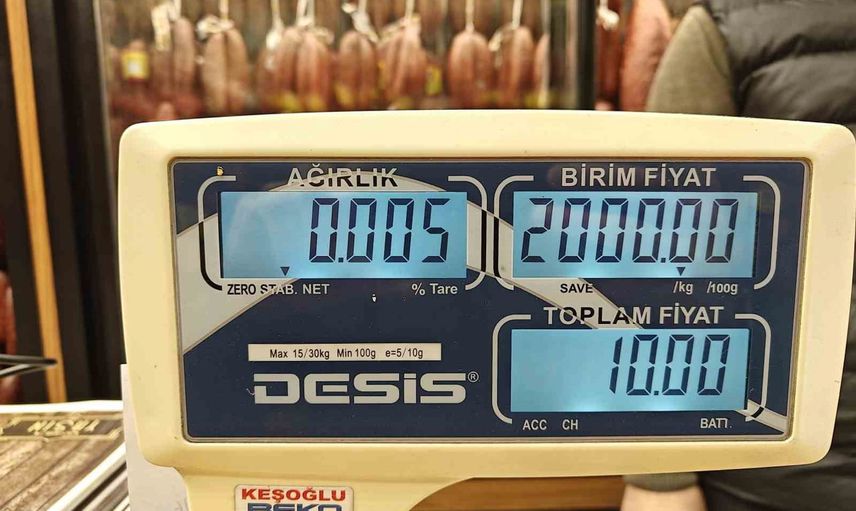 AĞIRLIK
BİRİM FİYAT
0.005
2000.00
ZERO STAB. NET
% Tare
SAVE
/kg /100g
TOPLAM FİYAT
Max 15/30kg Min 100g e=5/10g
10.00
DESiS®
ACC CH
BATT.
KEŞOĞLU
BEKO